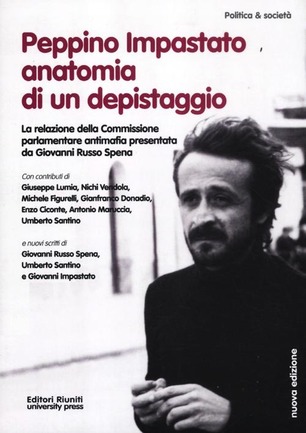 Politica & società
Peppino Impastato,
anatomia
di un depistaggio
La relazione della Commissione
parlamentare antimafia presentata
da Giovanni Russo Spena
Con contributi di
Giuseppe Lumia, Nichi Vendola,
Michele Figurelli, Gianfranco Donadio,
Enzo Ciconte, Antonio Maruccia,
Umberto Santino
e nuovi scritti di
Giovanni Russo Spena,
Umberto Santino
e Giovanni Impastato
Editori Riuniti
university press
nuova edizione